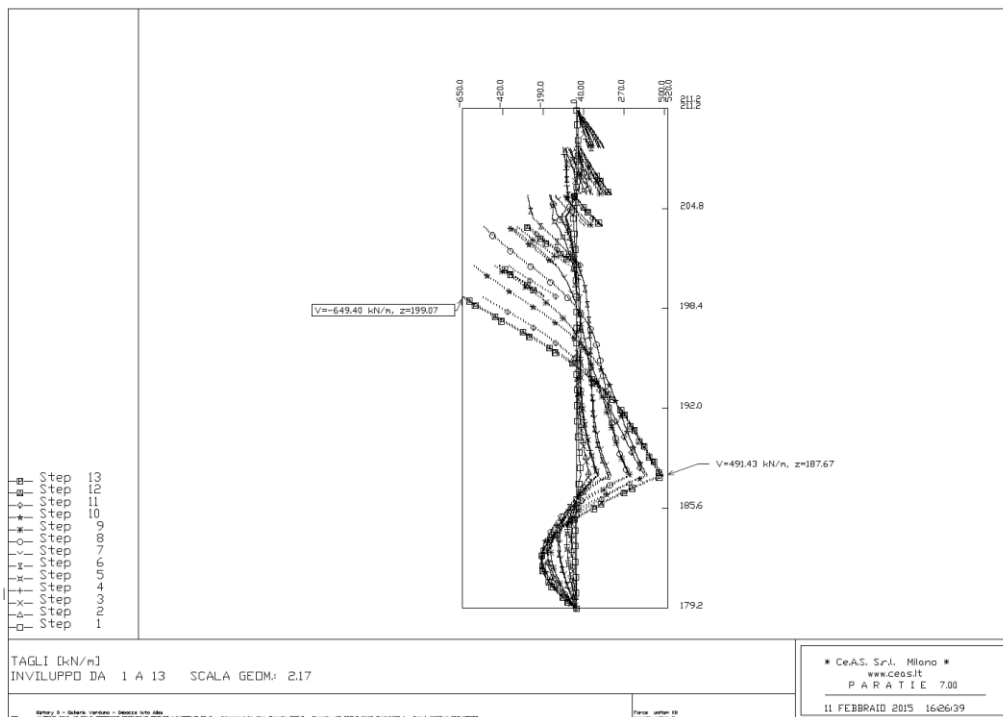 -650.0
-420.0
-190.0
0
40.00
270.0
500.0
520.0
211.2
211.2
204.8
198.4
192.0
185.6
179.2
V=-649.40 kN/m, z=199.07
V=491.43 kN/m, z=187.67
Step 13
Step 12
Step 11
Step 10
Step 9
Step 8
Step 7
Step 6
Step 5
Step 4
Step 3
Step 2
Step 1
TAGLI [kN/m]
INVILUPPO DA 1 A 13 SCALA GEOM.: 2.17
* Ce.A.S. S.r.l. Milano *
www.ceas.it
P A R A T I E 7.00
11 FEBBRAIO 2015 16:26:39